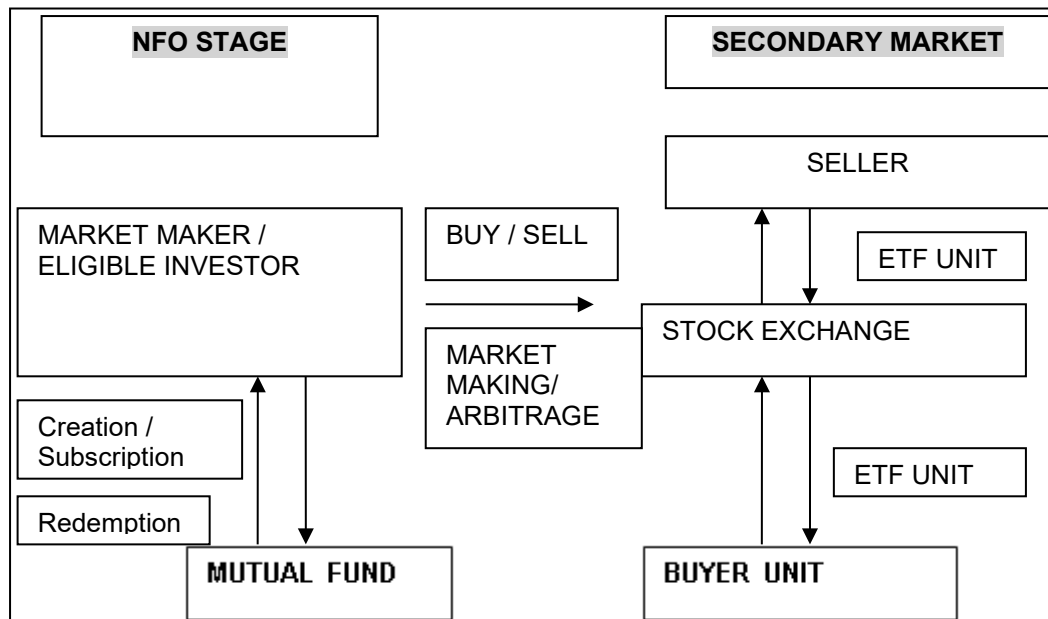 NFO STAGE
SECONDARY MARKET
SELLER
MARKET MAKER /
ELIGIBLE INVESTOR
BUY / SELL
ETF UNIT
STOCK EXCHANGE
MARKET
MAKING/
ARBITRAGE
Creation /
Subscription
ETF UNIT
Redemption
MUTUAL FUND
BUYER UNIT